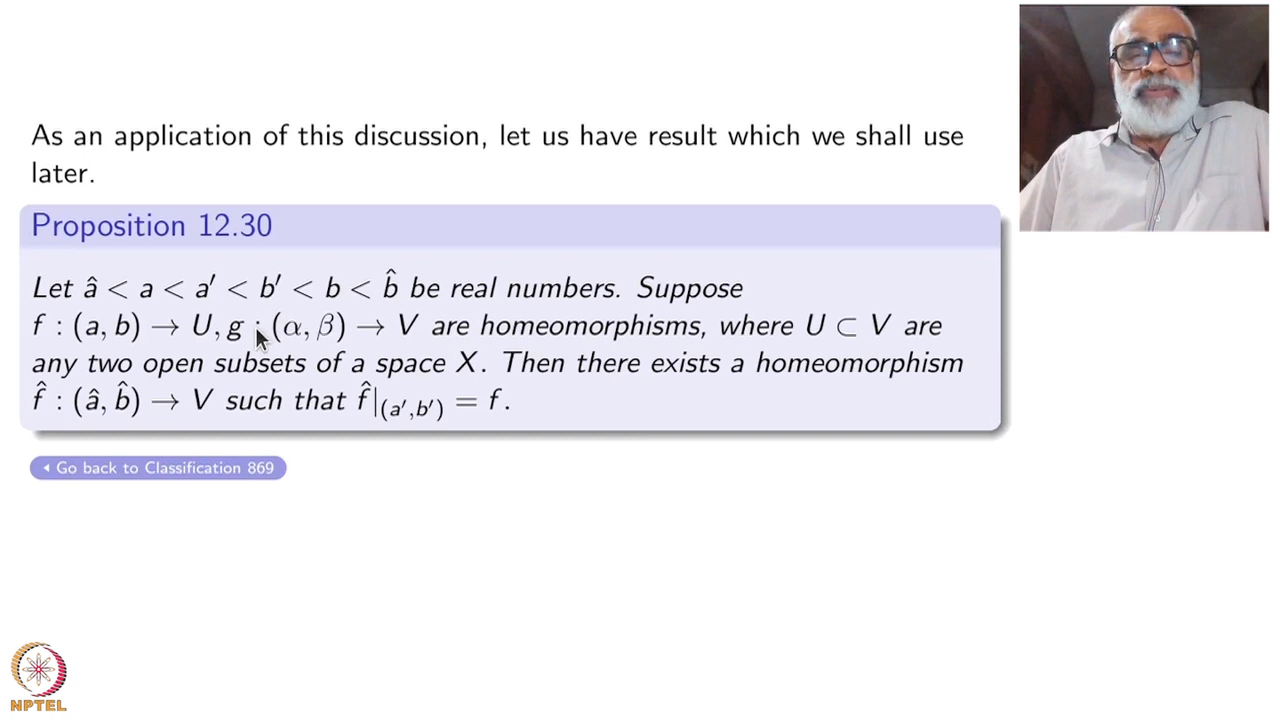 As an application of this discussion, let us have result which we shall use
later.
Proposition 12.30
Let â < a < a′ < b′ < b < b̂ be real numbers. Suppose
f : (a, b) → U, g : (α, β) → V are homeomorphisms, where U ⊂ V are
any two open subsets of a space X. Then there exists a homeomorphism
f̂ : (â, b̂) → V such that f̂|(a′,b′) = f.
Go back to Classification 869
NPTEL